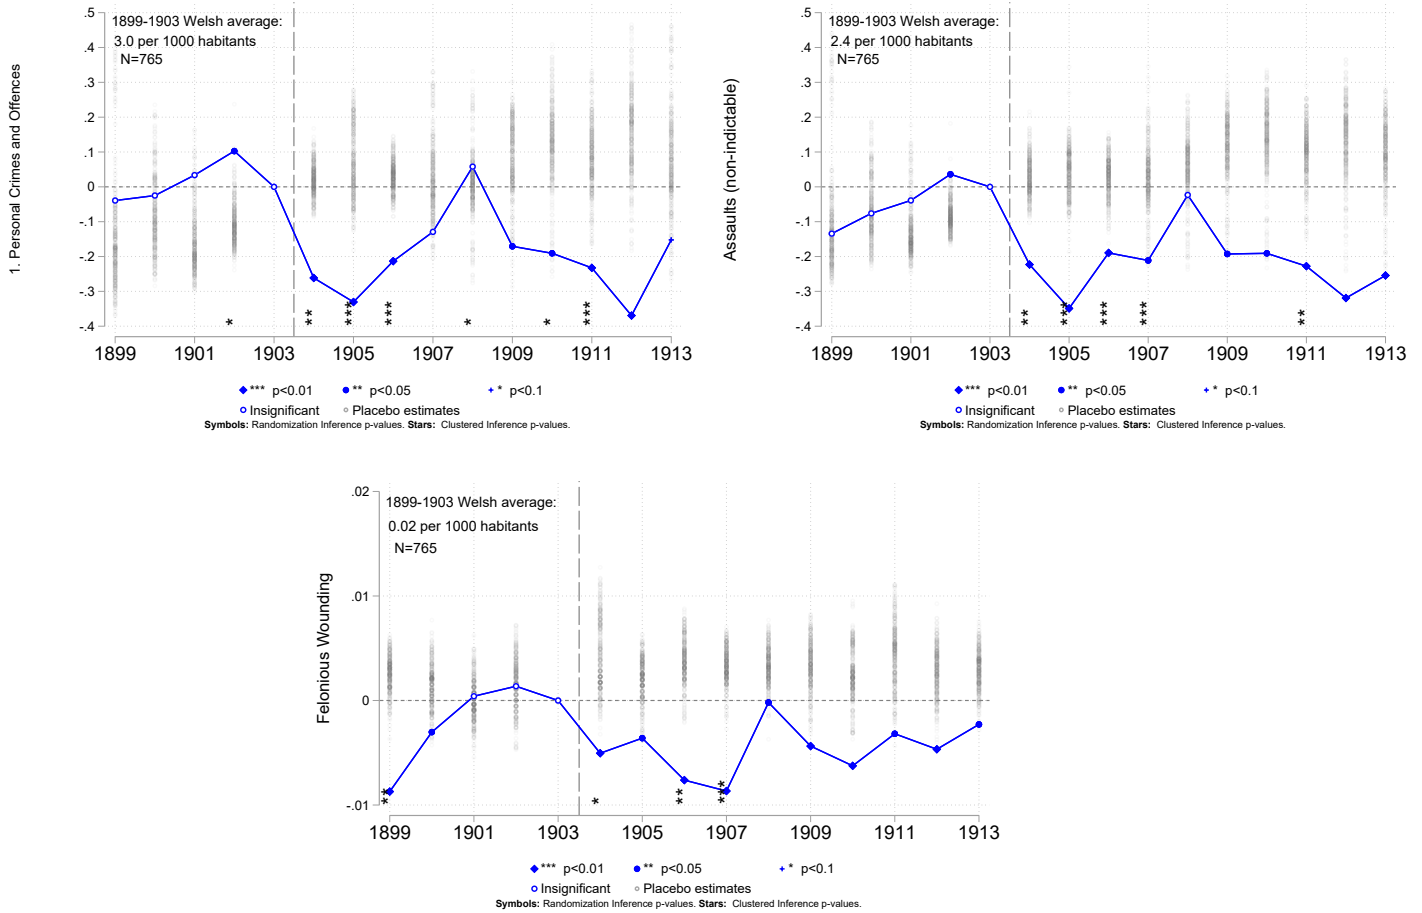 1. Personal Crimes and Offences
1899-1903 Welsh average:
3.0 per 1000 habitants
N=765
.5
.4
.3
.2
.1
0
-.1
-.2
-.3
-.4
* ** *** *** * * ***
1899 1901 1903 1905 1907 1909 1911 1913
*** p<0.01 ** p<0.05 * p<0.1
Insignificant Placebo estimates
Symbols: Randomization Inference p-values. Stars: Clustered Inference p-values.
Assaults (non-indictable)
1899-1903 Welsh average:
2.4 per 1000 habitants
N=765
.5
.4
.3
.2
.1
0
-.1
-.2
-.3
-.4
** *** *** *** **
1899 1901 1903 1905 1907 1909 1911 1913
*** p<0.01 ** p<0.05 * p<0.1
Insignificant Placebo estimates
Symbols: Randomization Inference p-values. Stars: Clustered Inference p-values.
Felonious Wounding
1899-1903 Welsh average:
0.02 per 1000 habitants
N=765
.02
.01
0
-.01
** * ** ***
1899 1901 1903 1905 1907 1909 1911 1913
*** p<0.01 ** p<0.05 * p<0.1
Insignificant Placebo estimates
Symbols: Randomization Inference p-values. Stars: Clustered Inference p-values.